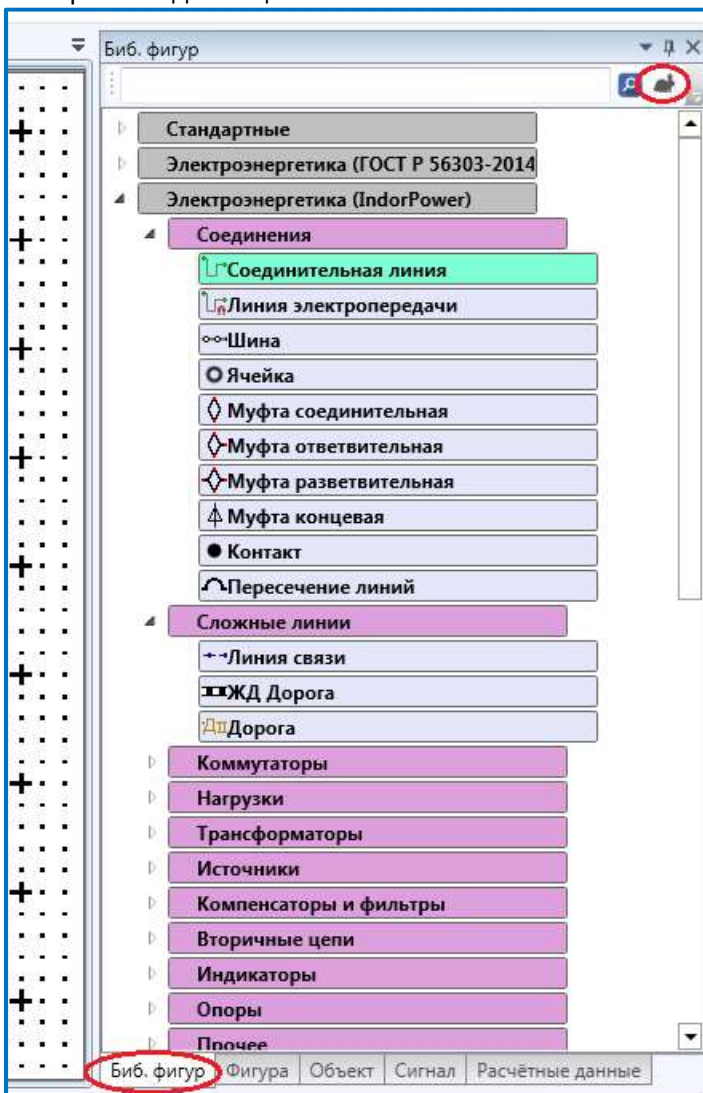 Биб. фигур
Стандартные
Электроэнергетика (ГОСТ Р 56303-2014
Электроэнергетика (IndorPower)
Соединения
Соединительная линия
Линия электропередачи
Шина
Ячейка
Муфта соединительная
Муфта ответвительная
Муфта разветвительная
Муфта концевая
Контакт
Пересечение линий
Сложные линии
Линия связи
ЖД Дорога
Дорога
Коммутаторы
Нагрузки
Трансформаторы
Источники
Компенсаторы и фильтры
Вторичные цепи
Индикаторы
Опоры
Прочее
Биб. фигур Фигура Объект Сигнал Расчётные данные